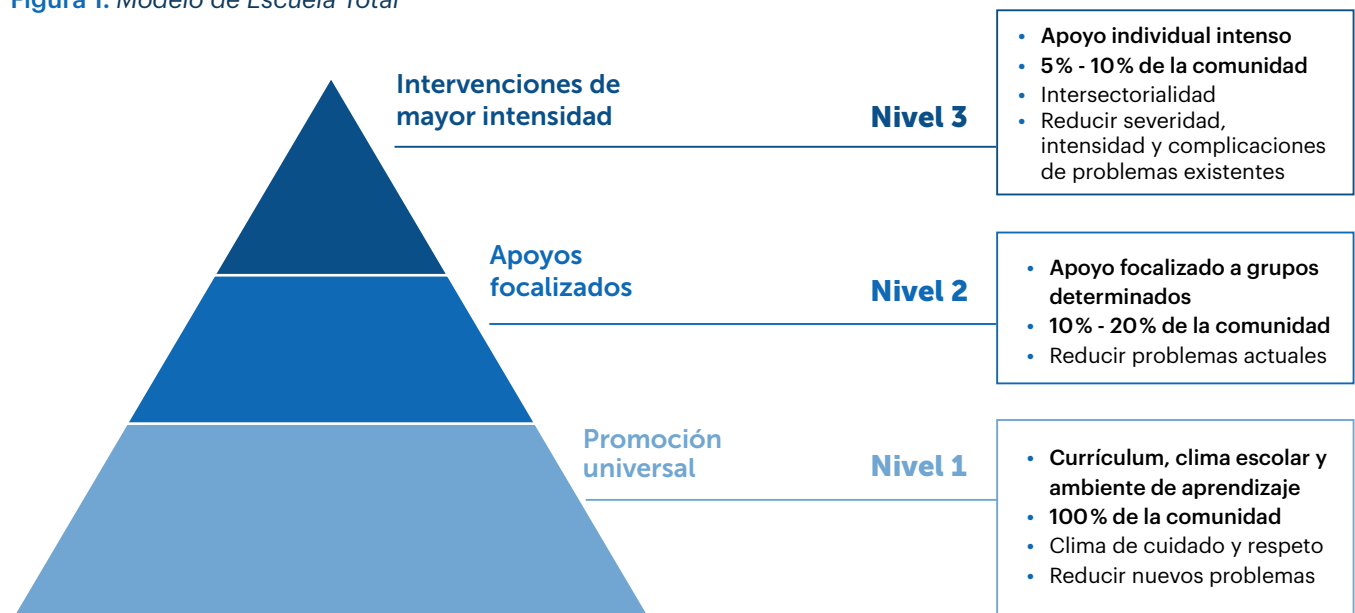 Figura 1. Modelo de Escuela Total
Intervenciones de
mayor intensidad
Nivel 3
• Apoyo individual intenso
• 5% - 10% de la comunidad
• Intersectorialidad
• Reducir severidad,
intensidad y complicaciones
de problemas existentes
Apoyos
focalizados
Nivel 2
• Apoyo focalizado a grupos
determinados
• 10% - 20% de la comunidad
• Reducir problemas actuales
Promoción
universal
Nivel 1
• Currículum, clima escolar y
ambiente de aprendizaje
• 100% de la comunidad
• Clima de cuidado y respeto
• Reducir nuevos problemas